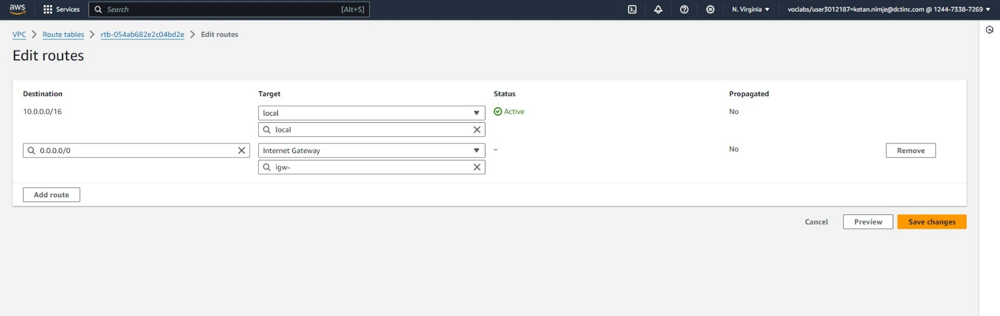 aws Services Search [Alt+S] N. Virginia voclabs/user3012187=ketan.nimje@dctinc.com @ 1244-7338-7269
VPC Route tables rtb-054ab682e2c04bd2e Edit routes
Edit routes
Destination Target Status Propagated
10.0.0.0/16 local Active No
local
0.0.0.0/0 Internet Gateway – No Remove
igw-
Add route
Cancel Preview Save changes